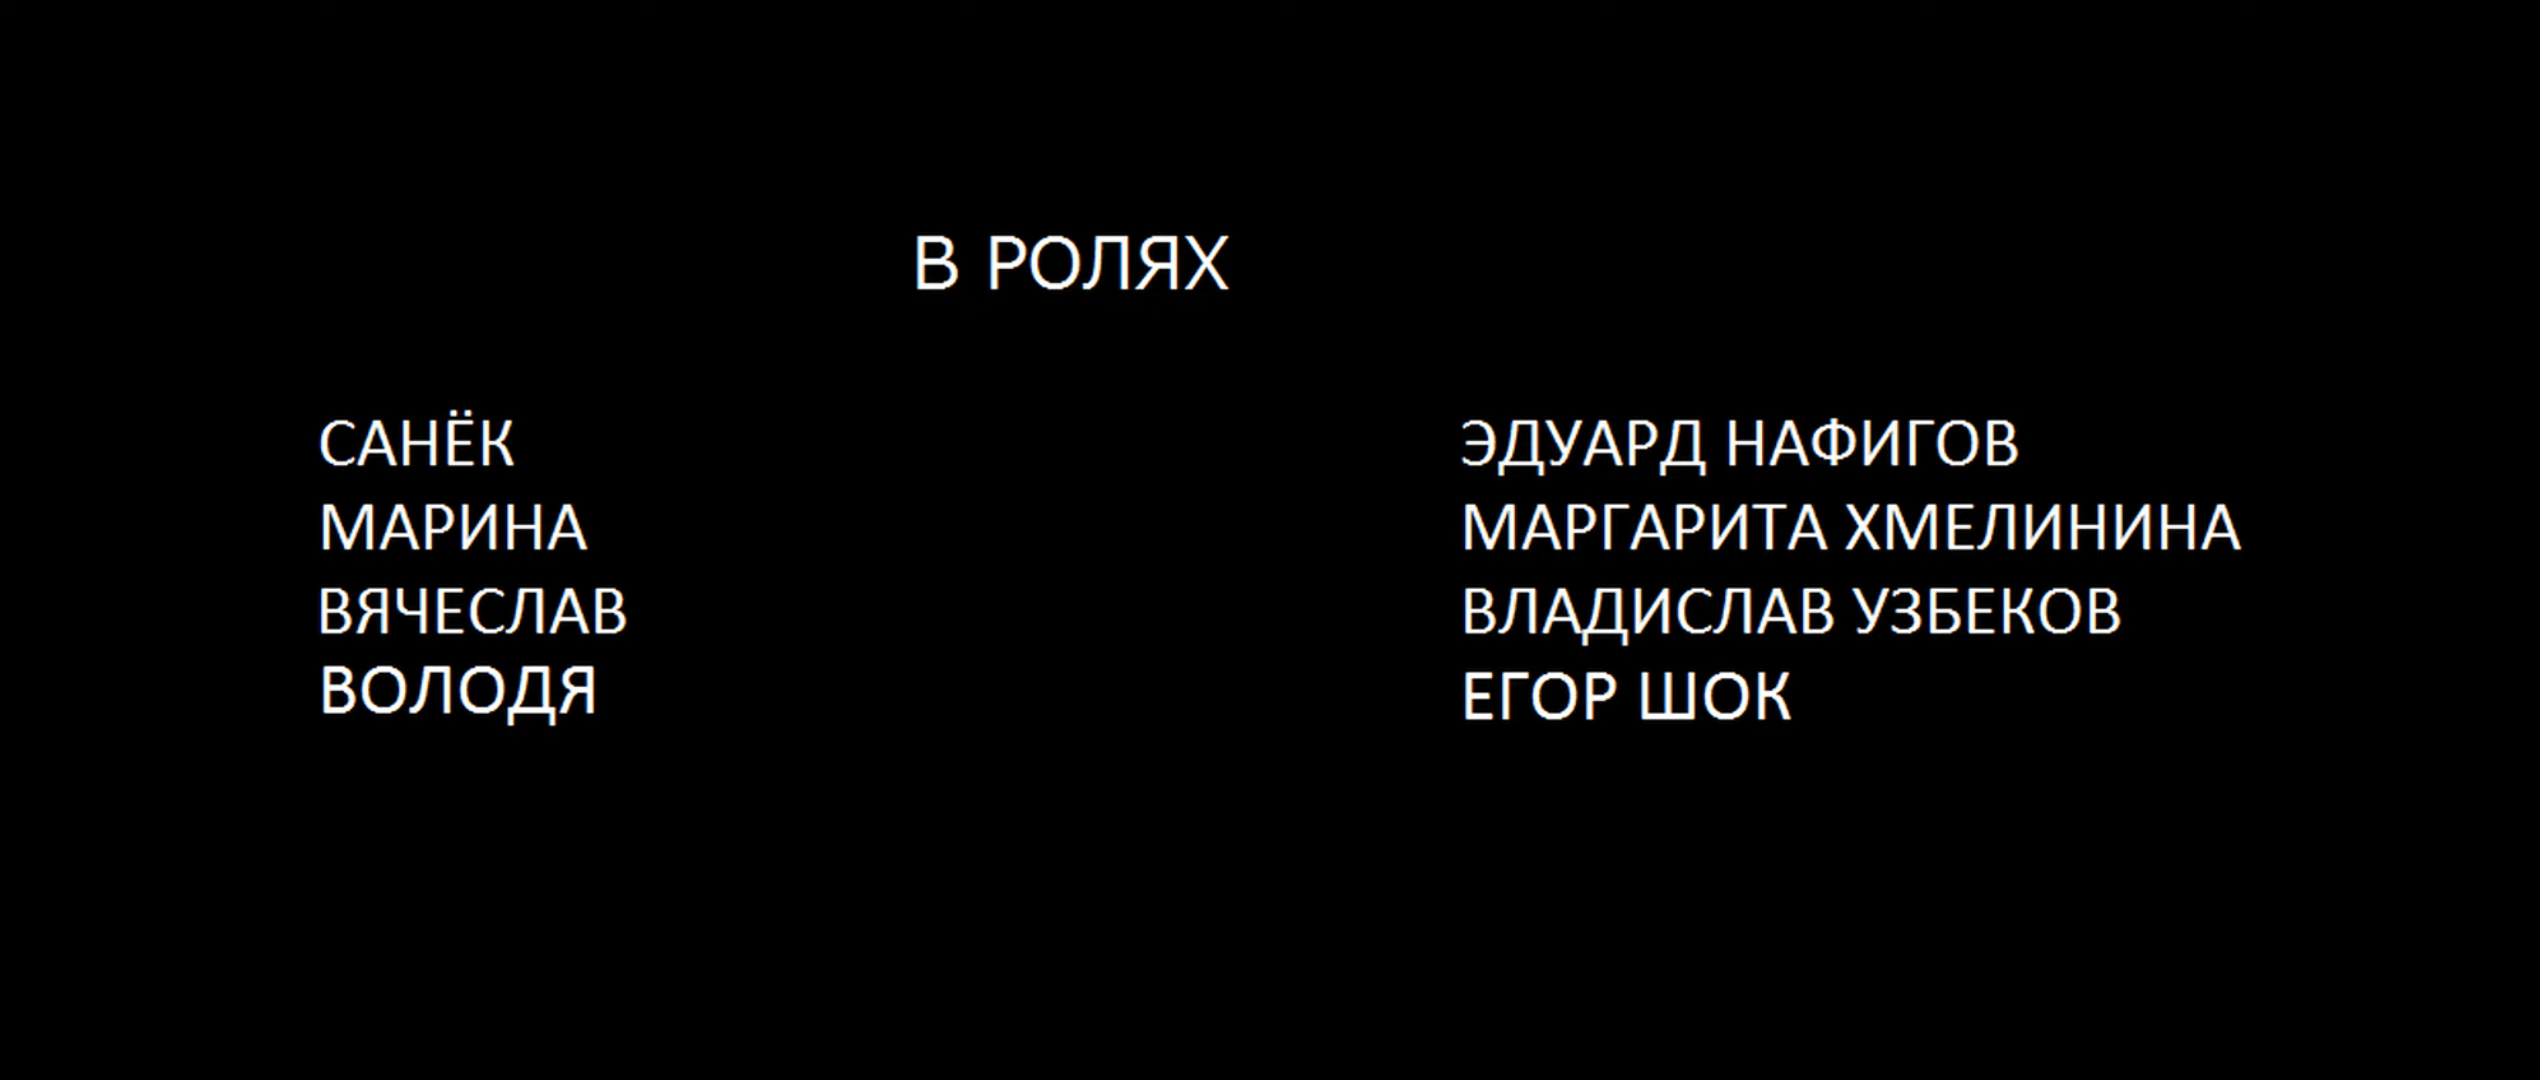 В РОЛЯХ
САНЁК ЭДУАРД НАФИГОВ
МАРИНА МАРГАРИТА ХМЕЛИНИНА
ВЯЧЕСЛАВ ВЛАДИСЛАВ УЗБЕКОВ
ВОЛОДЯ ЕГОР ШОК